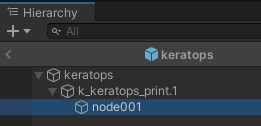 Hierarchy
All
keratops
keratops
k_keratops_print.1
node001